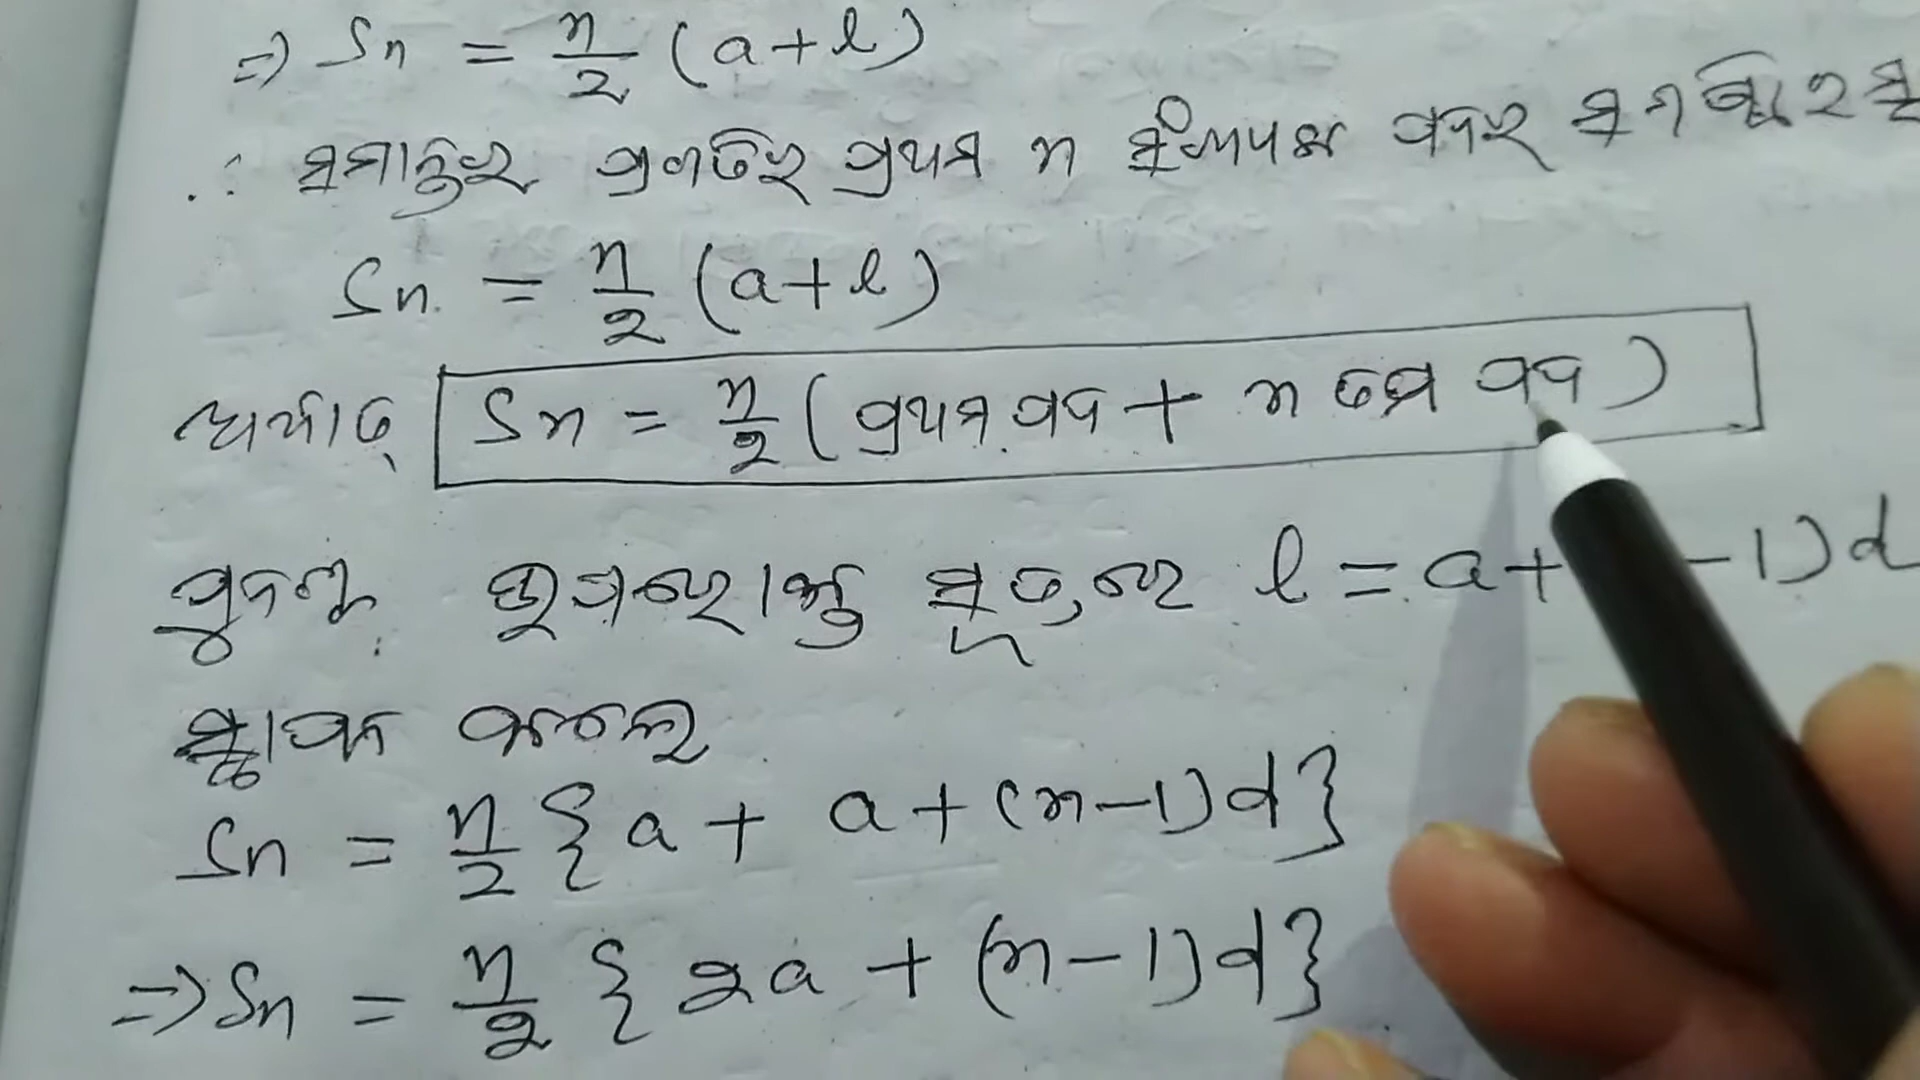 ⇒ Sn = n/2 (a+l)
∴ ସମାନ୍ତର ପ୍ରଗତିର ପ୍ରଥମ n ସଂଖ୍ୟକ ପଦର
Sn = n/2 (a+l)
ଅର୍ଥାତ୍ Sn = n/2 (ପ୍ରଥମ ପଦ + n ତମ ପଦ)
ପୁନଶ୍ଚ ଉପରୋକ୍ତ ସୂତ୍ରରେ l = a+ -1)d
ସ୍ଥାପନ କଲେ
Sn = n/2 {a + a+(n-1)d}
⇒ Sn = n/2 {2a + (n-1)d}